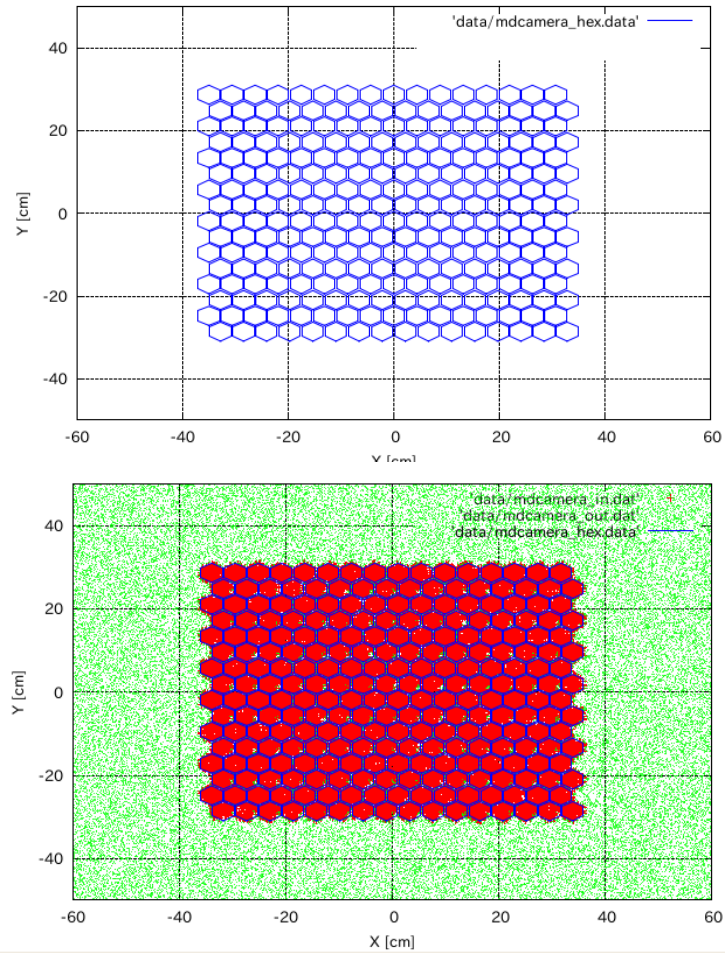 'data/mdcamera_hex.data'
40
20
0
-20
-40
Y [cm]
-60 -40 -20 0 20 40 60
X [cm]
'data/mdcamera_in.dat'
'data/mdcamera_out.dat'
'data/mdcamera_hex.data'
40
20
0
-20
-40
Y [cm]
-60 -40 -20 0 20 40 60
X [cm]